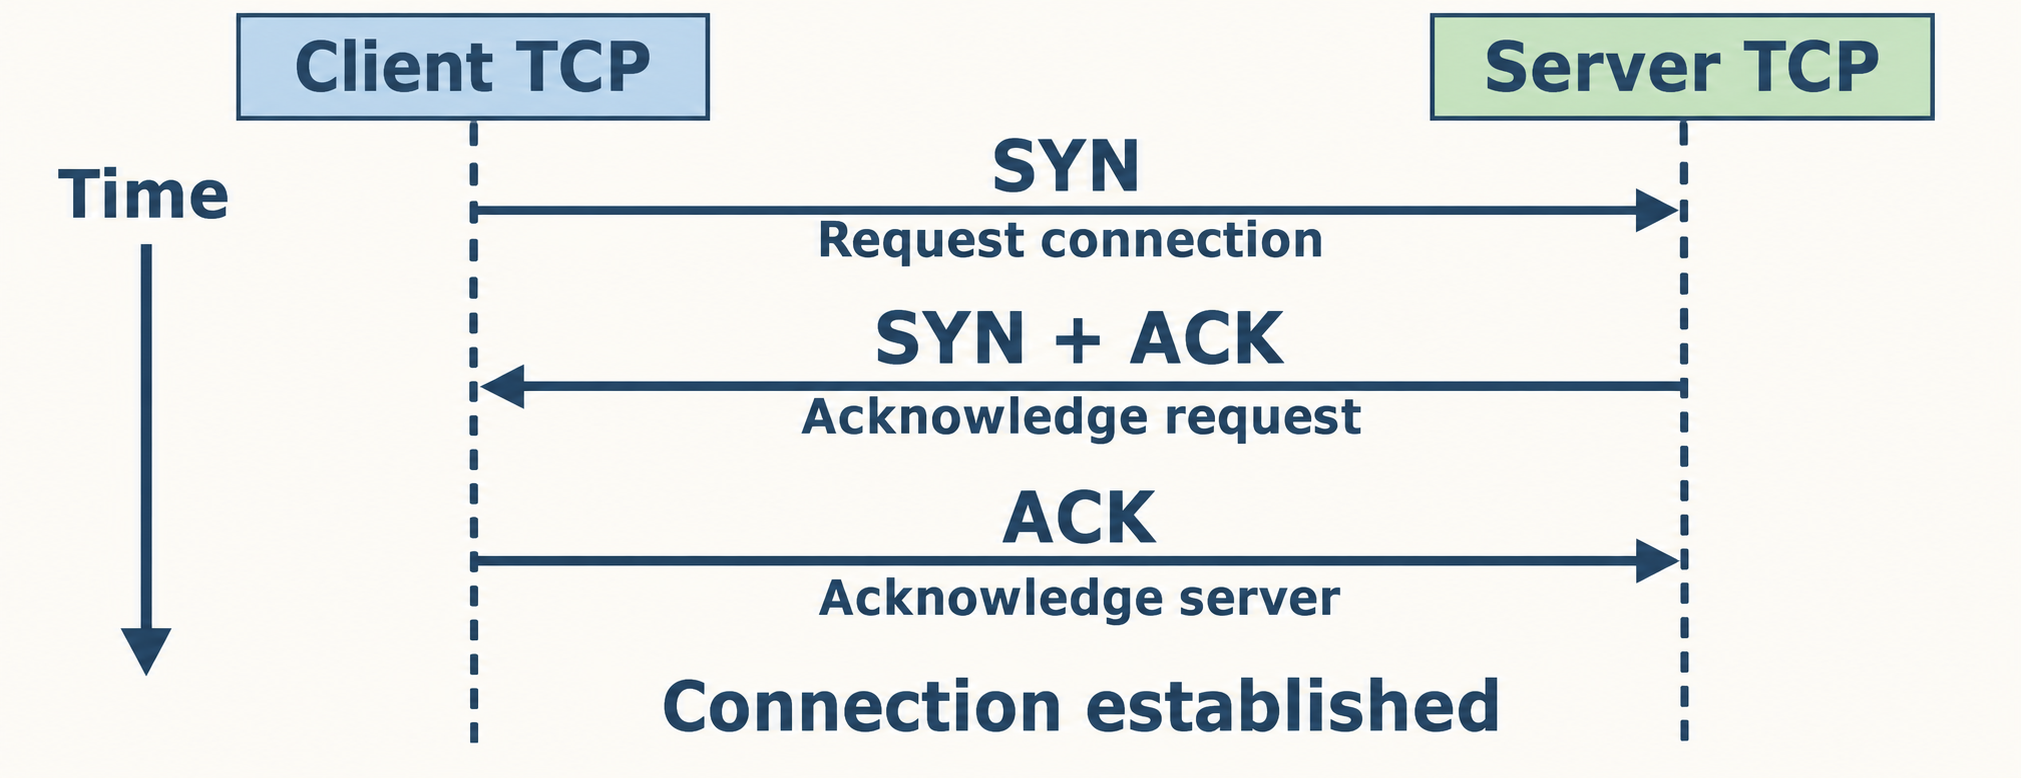 Client TCP
Server TCP
Time
SYN
Request connection
SYN + ACK
Acknowledge request
ACK
Acknowledge server
Connection established